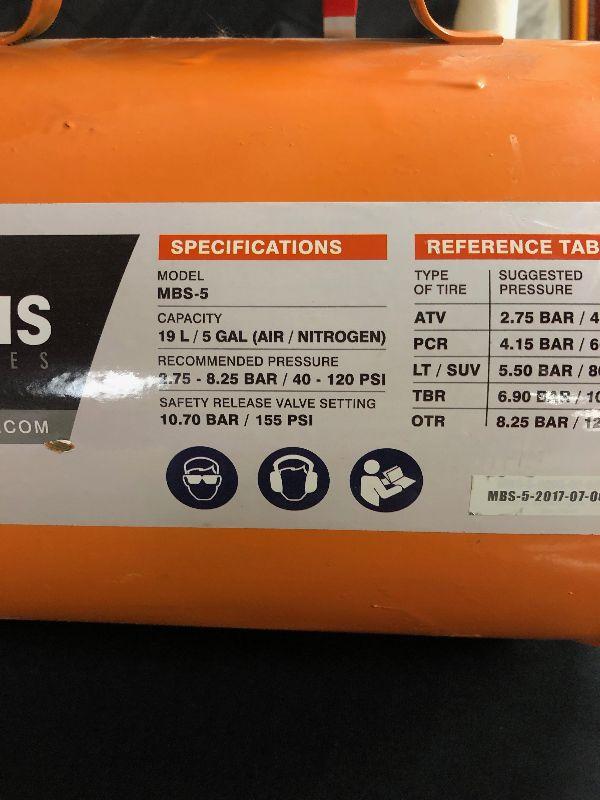 IS
E S
.COM
SPECIFICATIONS
MODEL
MBS-5
CAPACITY
19 L / 5 GAL (AIR / NITROGEN)
RECOMMENDED PRESSURE
2.75 - 8.25 BAR / 40 - 120 PSI
SAFETY RELEASE VALVE SETTING
10.70 BAR / 155 PSI
REFERENCE TAB
TYPE OF TIRE SUGGESTED PRESSURE
ATV 2.75 BAR / 4
PCR 4.15 BAR / 6
LT / SUV 5.50 BAR / 8
TBR 6.90 BAR / 10
OTR 8.25 BAR / 12
MBS-5-2017-07-08